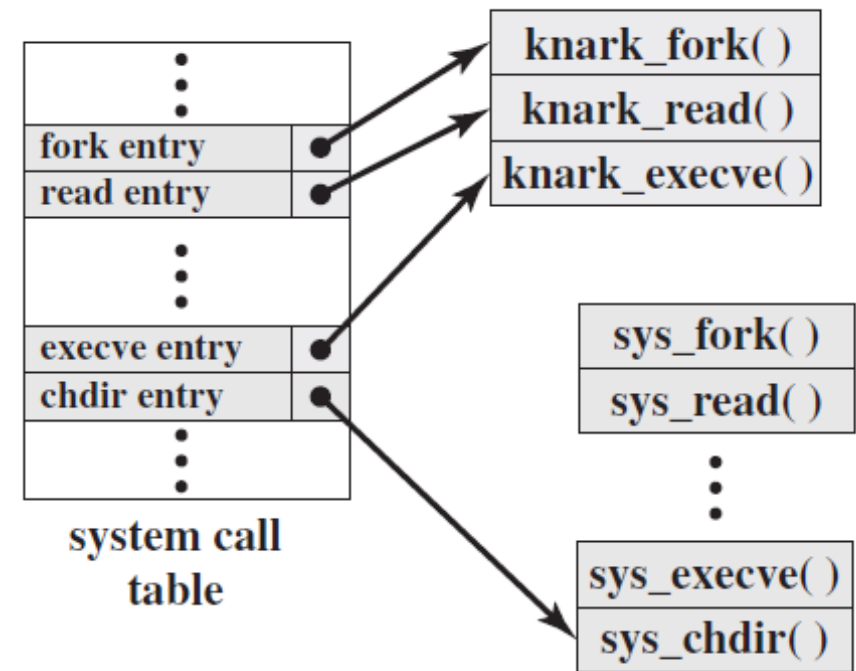 fork entry
read entry
execve entry
chdir entry
system call
table
knark_fork( )
knark_read( )
knark_execve( )
sys_fork( )
sys_read( )
sys_execve( )
sys_chdir( )